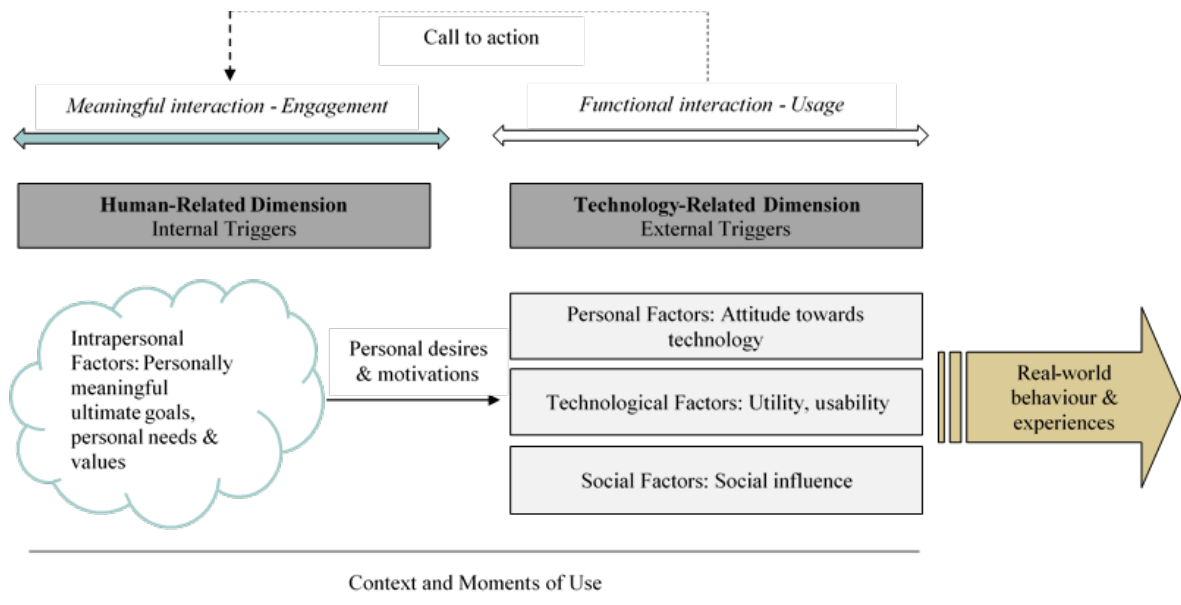 Call to action
Meaningful interaction - Engagement
Functional interaction - Usage
Human-Related Dimension
Internal Triggers
Technology-Related Dimension
External Triggers
Intrapersonal
Factors: Personally
meaningful
ultimate goals,
personal needs &
values
Personal desires
& motivations
Personal Factors: Attitude towards
technology
Technological Factors: Utility, usability
Social Factors: Social influence
Real-world
behaviour &
experiences
Context and Moments of Use